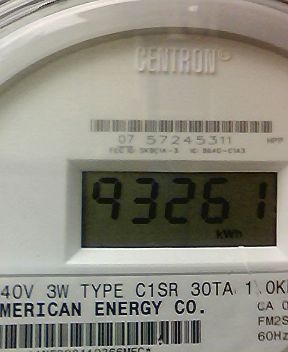 CENTRON®
07 57245311 HPP
93261
kWh
40V 3W TYPE C1SR 30TA 1.0K
MERICAN ENERGY CO.
CA 0
FM2S
60Hz